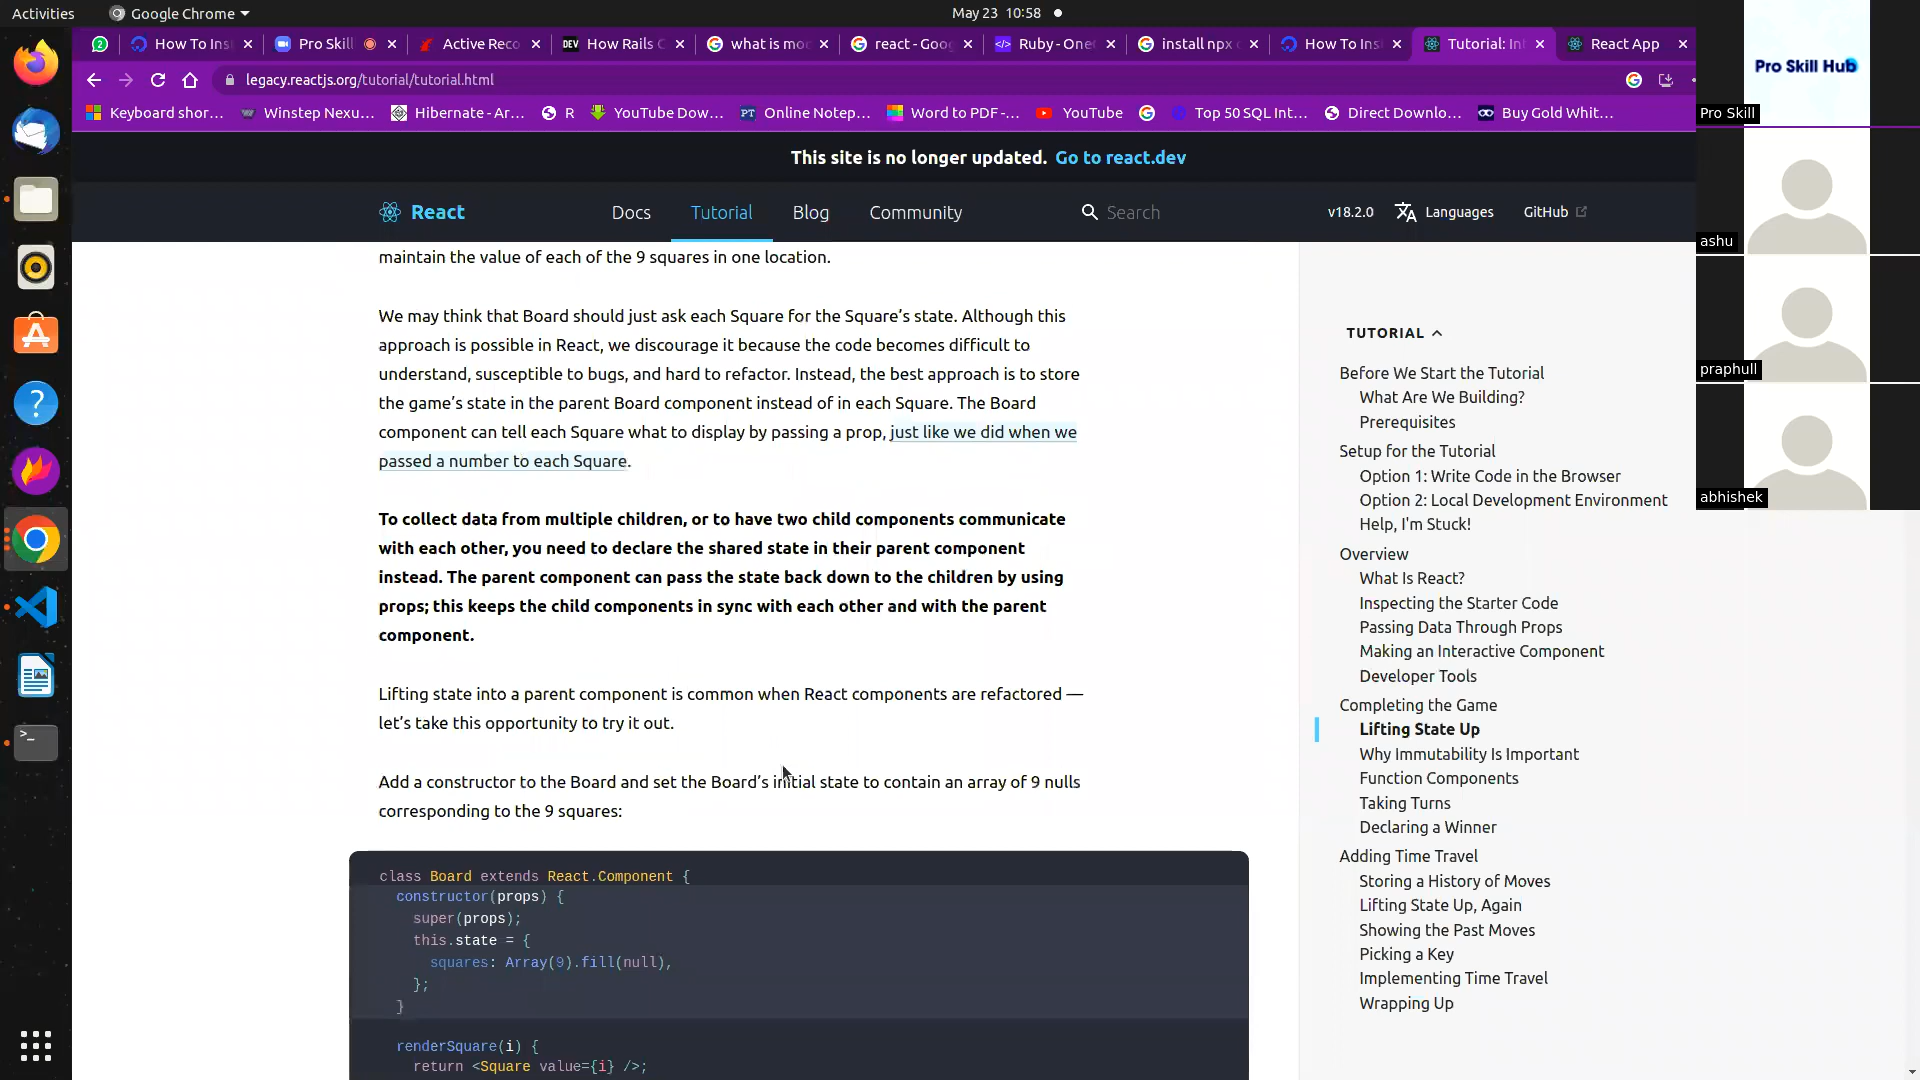 Activities
Google Chrome
May 23 10:58
How To Ins
Pro Skill
Active Reco
DEV How Rails C
what is mo
react - Goo
Ruby - One
install npx c
How To Ins
Tutorial: In
React App
legacy.reactjs.org/tutorial/tutorial.html
Keyboard shor...
Winstep Nexu...
Hibernate - Ar...
R
YouTube Dow...
PT Online Notep...
Word to PDF -...
YouTube
Top 50 SQL Int...
Direct Downlo...
Buy Gold Whit...
This site is no longer updated. Go to react.dev
React
Docs
Tutorial
Blog
Community
Search
v18.2.0
Languages
GitHub
maintain the value of each of the 9 squares in one location.
We may think that Board should just ask each Square for the Square’s state. Although this
approach is possible in React, we discourage it because the code becomes difficult to
understand, susceptible to bugs, and hard to refactor. Instead, the best approach is to store
the game’s state in the parent Board component instead of in each Square. The Board
component can tell each Square what to display by passing a prop, just like we did when we
passed a number to each Square.
To collect data from multiple children, or to have two child components communicate
with each other, you need to declare the shared state in their parent component
instead. The parent component can pass the state back down to the children by using
props; this keeps the child components in sync with each other and with the parent
component.
Lifting state into a parent component is common when React components are refactored —
let’s take this opportunity to try it out.
Add a constructor to the Board and set the Board’s initial state to contain an array of 9 nulls
corresponding to the 9 squares:
class Board extends React.Component {
constructor(props) {
super(props);
this.state = {
squares: Array(9).fill(null),
};
}
renderSquare(i) {
return <Square value={i} />;
TUTORIAL
Before We Start the Tutorial
What Are We Building?
Prerequisites
Setup for the Tutorial
Option 1: Write Code in the Browser
Option 2: Local Development Environment
Help, I'm Stuck!
Overview
What Is React?
Inspecting the Starter Code
Passing Data Through Props
Making an Interactive Component
Developer Tools
Completing the Game
Lifting State Up
Why Immutability Is Important
Function Components
Taking Turns
Declaring a Winner
Adding Time Travel
Storing a History of Moves
Lifting State Up, Again
Showing the Past Moves
Picking a Key
Implementing Time Travel
Wrapping Up
Pro Skill Hub
Pro Skill
ashu
praphull
abhishek